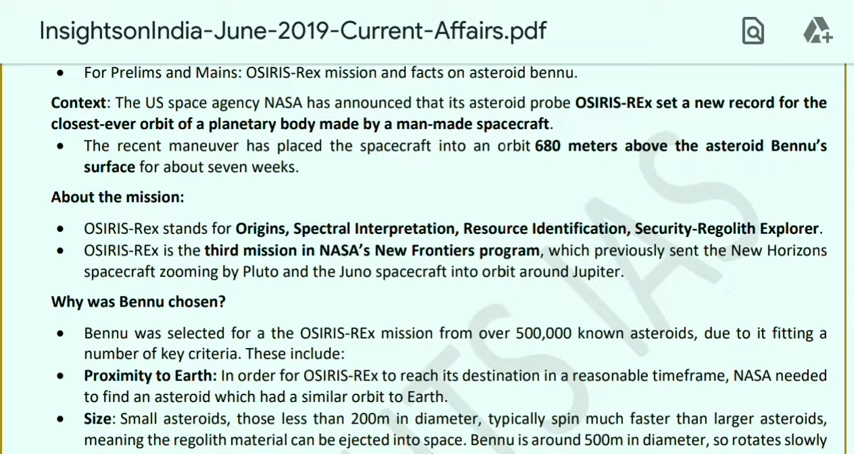 InsightsonIndia-June-2019-Current-Affairs.pdf
• For Prelims and Mains: OSIRIS-Rex mission and facts on asteroid bennu.
Context: The US space agency NASA has announced that its asteroid probe OSIRIS-REx set a new record for the
closest-ever orbit of a planetary body made by a man-made spacecraft.
• The recent maneuver has placed the spacecraft into an orbit 680 meters above the asteroid Bennu’s
surface for about seven weeks.
About the mission:
• OSIRIS-Rex stands for Origins, Spectral Interpretation, Resource Identification, Security-Regolith Explorer.
• OSIRIS-REx is the third mission in NASA’s New Frontiers program, which previously sent the New Horizons
spacecraft zooming by Pluto and the Juno spacecraft into orbit around Jupiter.
Why was Bennu chosen?
• Bennu was selected for a the OSIRIS-REx mission from over 500,000 known asteroids, due to it fitting a
number of key criteria. These include:
• Proximity to Earth: In order for OSIRIS-REx to reach its destination in a reasonable timeframe, NASA needed
to find an asteroid which had a similar orbit to Earth.
• Size: Small asteroids, those less than 200m in diameter, typically spin much faster than larger asteroids,
meaning the regolith material can be ejected into space. Bennu is around 500m in diameter, so rotates slowly